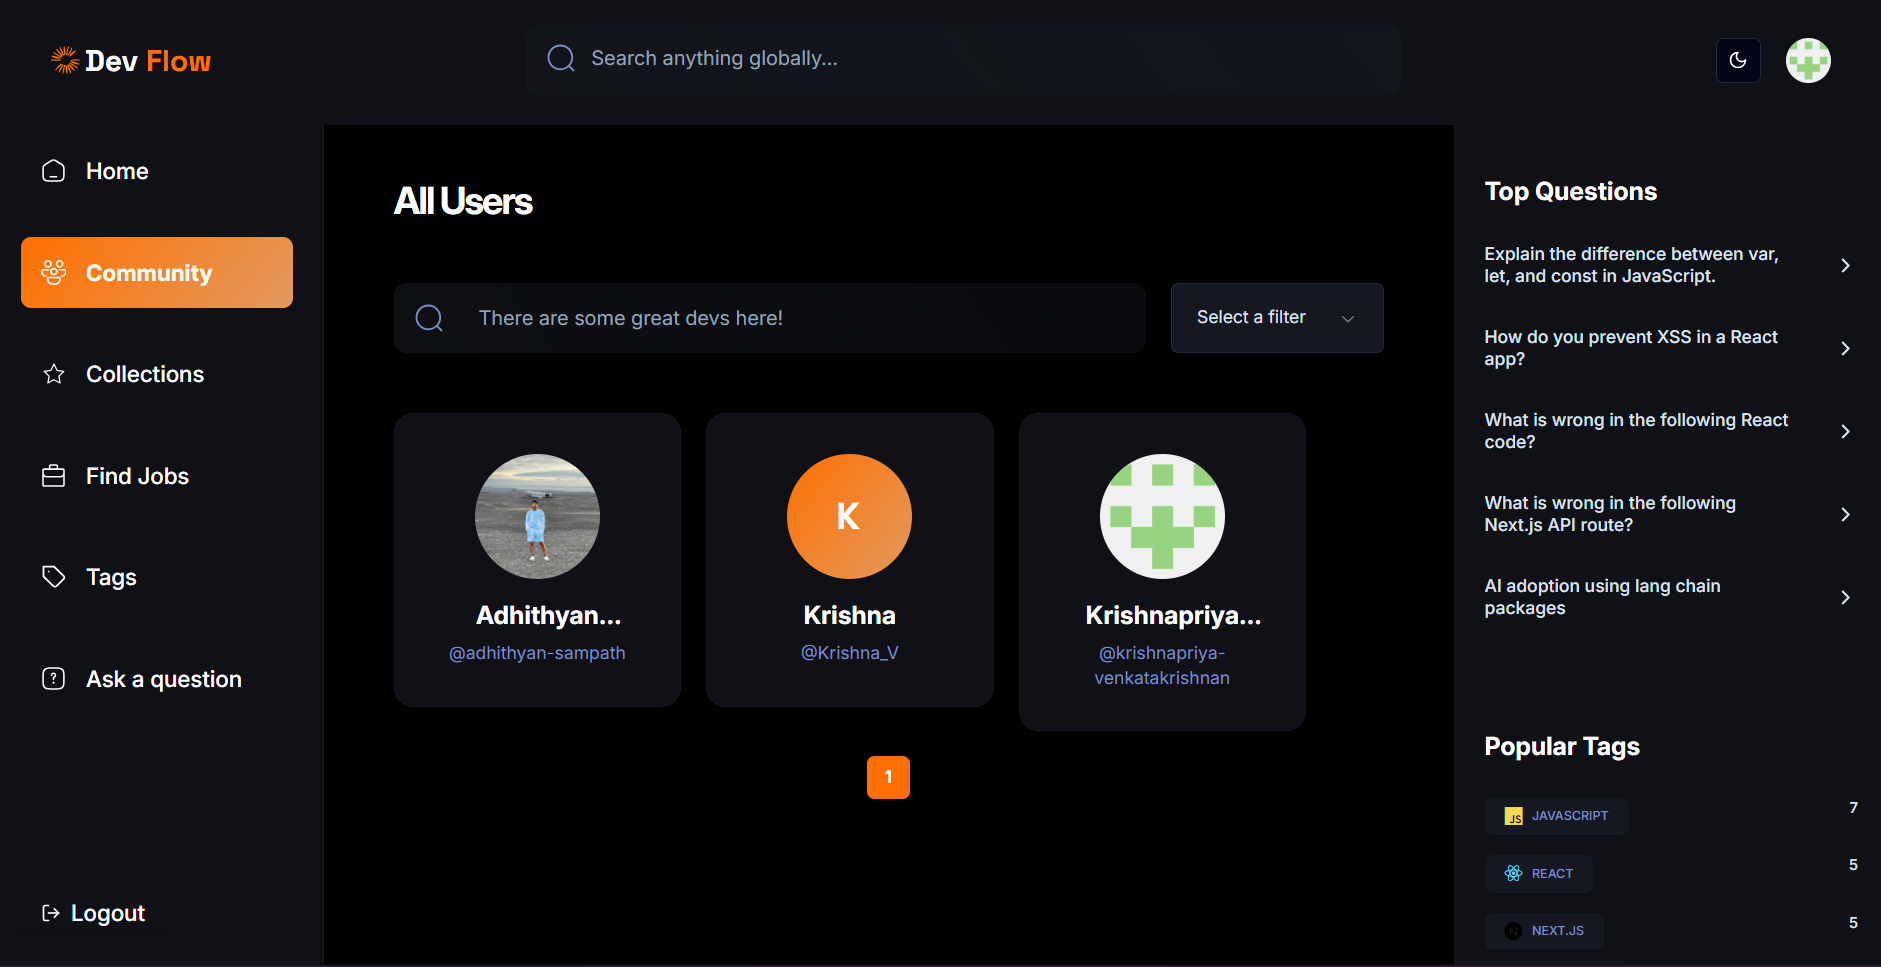 Dev Flow
Search anything globally...
Home
Community
Collections
Find Jobs
Tags
Ask a question
Logout
All Users
There are some great devs here!
Select a filter
Adhithyan...
@adhithyan-sampath
K
Krishna
@Krishna_V
Krishnapriya...
@krishnapriya-
venkatakrishnan
1
Top Questions
Explain the difference between var,
let, and const in JavaScript.
How do you prevent XSS in a React
app?
What is wrong in the following React
code?
What is wrong in the following
Next.js API route?
AI adoption using lang chain
packages
Popular Tags
JS JAVASCRIPT 7
REACT 5
N NEXT.JS 5